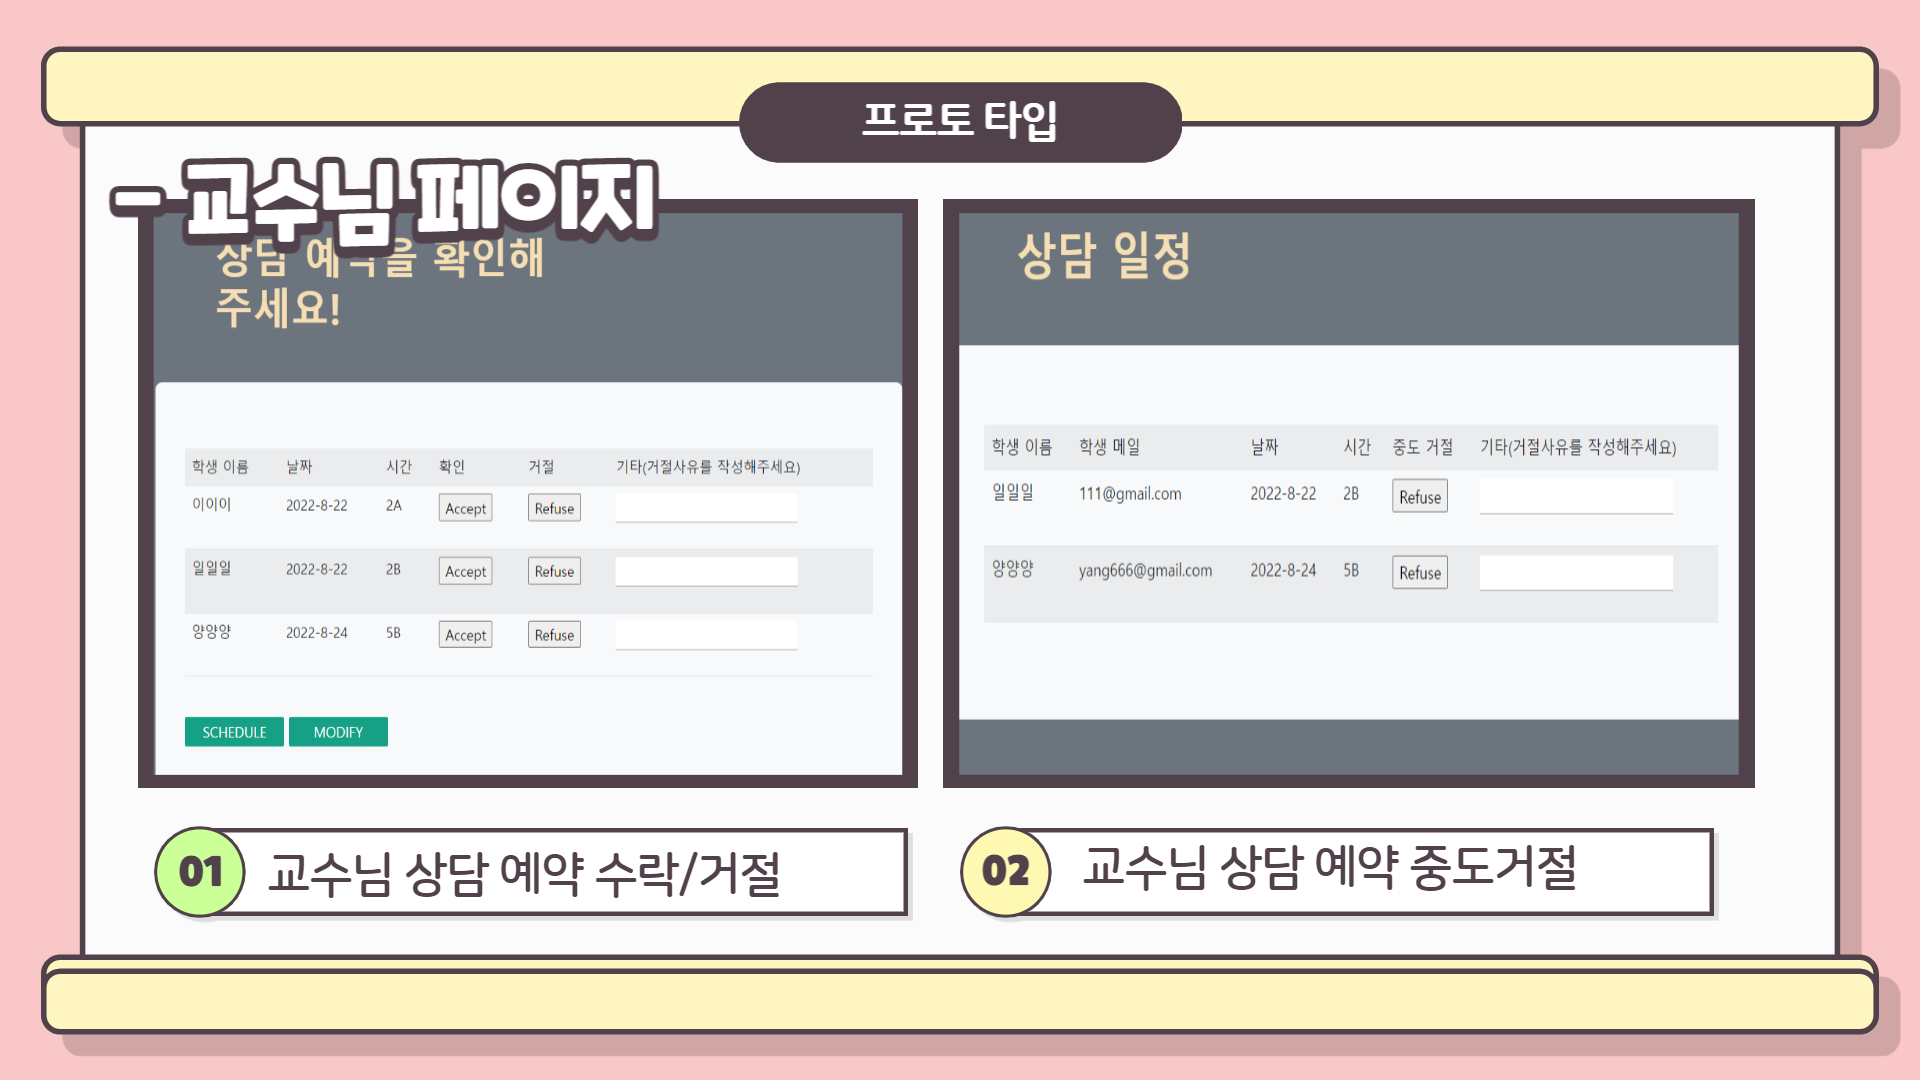 프로토 타입
- 교수님 페이지
상담 예약을 확인해
주세요!
학생 이름 날짜 시간 확인 거절 기타(거절사유를 작성해주세요)
이이이 2022-8-22 2A Accept Refuse
일일일 2022-8-22 2B Accept Refuse
양양양 2022-8-24 5B Accept Refuse
SCHEDULE MODIFY
01 교수님 상담 예약 수락/거절
상담 일정
학생 이름 학생 메일 날짜 시간 중도 거절 기타(거절사유를 작성해주세요)
일일일 111@gmail.com 2022-8-22 2B Refuse
양양양 yang666@gmail.com 2022-8-24 5B Refuse
02 교수님 상담 예약 중도거절